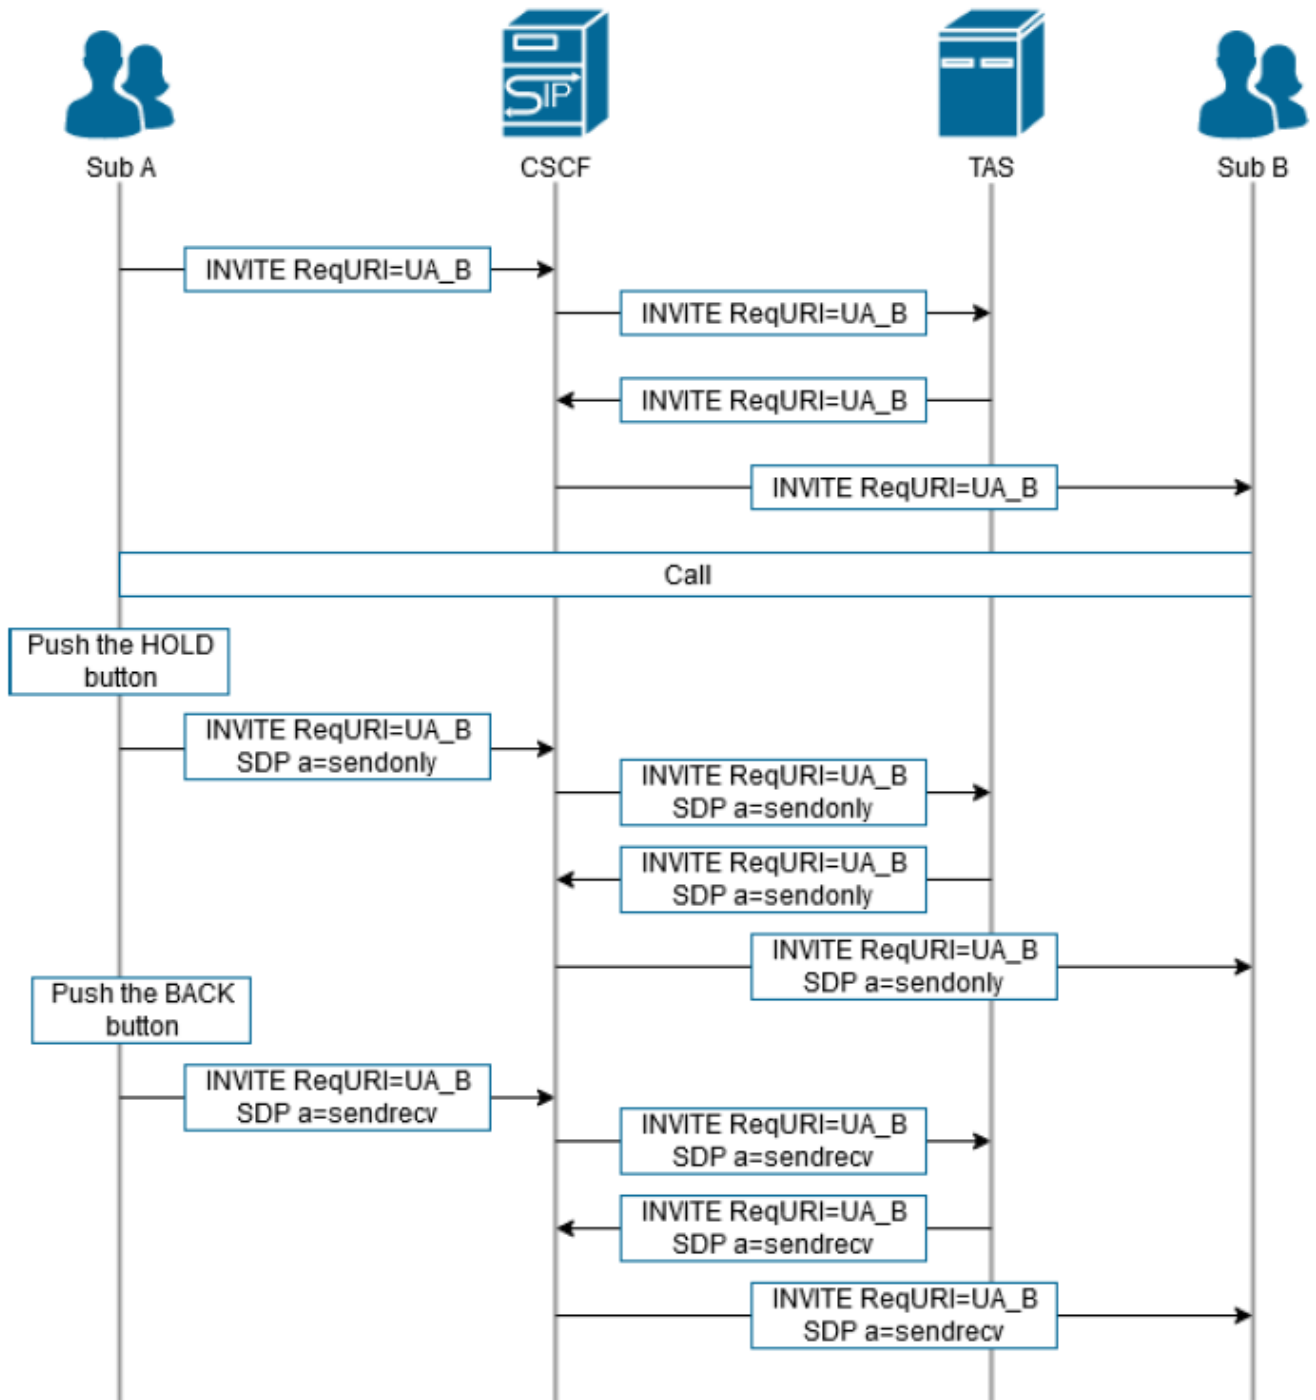 SIP
Sub A
CSCF
TAS
Sub B
INVITE ReqURI=UA_B
INVITE ReqURI=UA_B
INVITE ReqURI=UA_B
INVITE ReqURI=UA_B
Call
Push the HOLD
button
INVITE ReqURI=UA_B
SDP a=sendonly
INVITE ReqURI=UA_B
SDP a=sendonly
INVITE ReqURI=UA_B
SDP a=sendonly
INVITE ReqURI=UA_B
SDP a=sendonly
Push the BACK
button
INVITE ReqURI=UA_B
SDP a=sendrecv
INVITE ReqURI=UA_B
SDP a=sendrecv
INVITE ReqURI=UA_B
SDP a=sendrecv
INVITE ReqURI=UA_B
SDP a=sendrecv